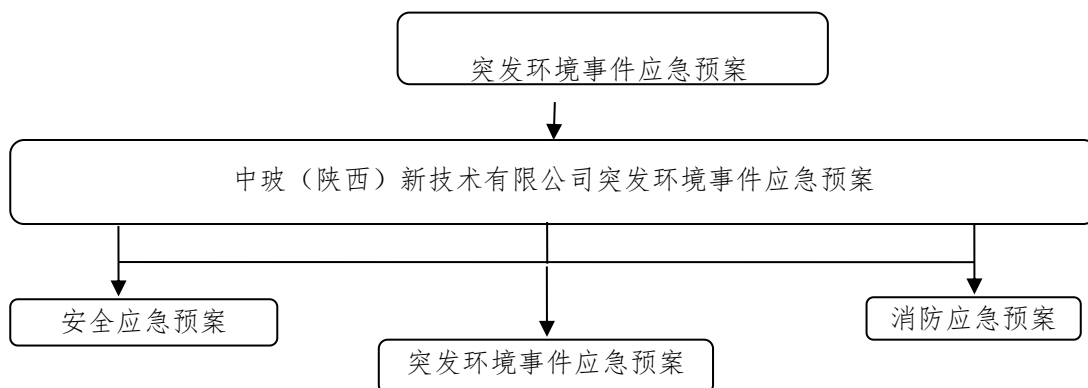 突发环境事件应急预案
中玻（陕西）新技术有限公司突发环境事件应急预案
安全应急预案
消防应急预案
突发环境事件应急预案